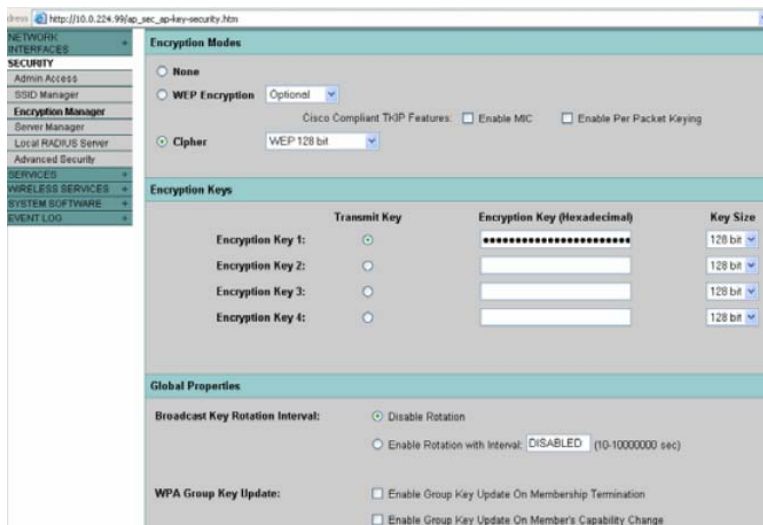 dress http://10.0.224.99/ap_sec_ap-key-security.htm
NETWORK INTERFACES +
SECURITY
Admin Access
SSID Manager
Encryption Manager
Server Manager
Local RADIUS Server
Advanced Security
SERVICES +
WIRELESS SERVICES +
SYSTEM SOFTWARE +
EVENT LOG +
Encryption Modes
None
WEP Encryption Optional
Cisco Compliant TKIP Features: Enable MIC Enable Per Packet Keying
Cipher WEP 128 bit
Encryption Keys
Transmit Key Encryption Key (Hexadecimal) Key Size
Encryption Key 1: 128 bit
Encryption Key 2: 128 bit
Encryption Key 3: 128 bit
Encryption Key 4: 128 bit
Global Properties
Broadcast Key Rotation Interval: Disable Rotation
Enable Rotation with Interval: DISABLED (10-10000000 sec)
WPA Group Key Update: Enable Group Key Update On Membership Termination
Enable Group Key Update On Member's Capability Change